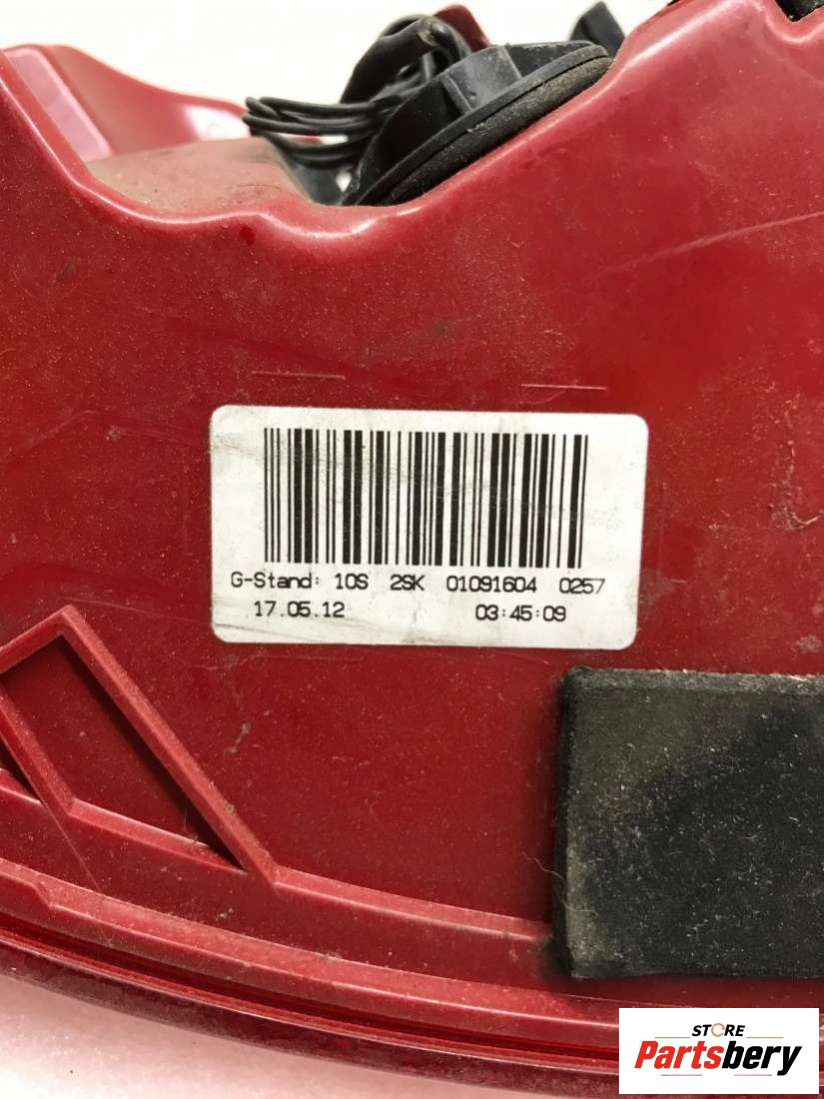 G-Stand: 10S 2SK 01091604 0257
17.05.12 03:45:09
STORE
Partsbery